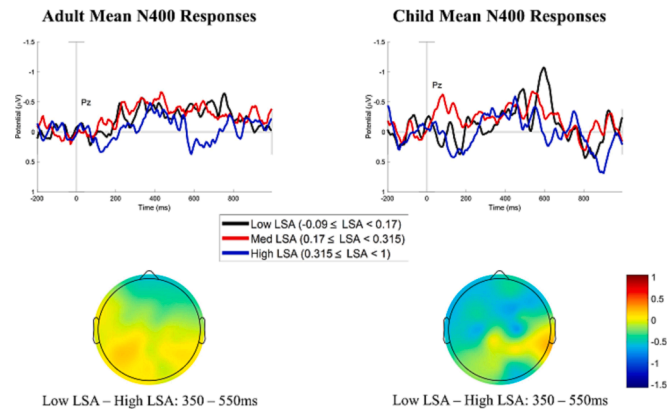 Adult Mean N400 Responses
Child Mean N400 Responses
-1.5
-1
-0.5
0
0.5
1
Potential (µV)
Pz
-200 0 200 400 600 800
Time (ms)
-1.5
-1
-0.5
0
0.5
1
Potential (µV)
Pz
-200 0 200 400 600 800
Time (ms)
Low LSA (-0.09 ≤ LSA < 0.17)
Med LSA (0.17 ≤ LSA < 0.315)
High LSA (0.315 ≤ LSA < 1)
1
0.5
0
-0.5
-1
-1.5
Low LSA – High LSA: 350 – 550ms
Low LSA – High LSA: 350 – 550ms